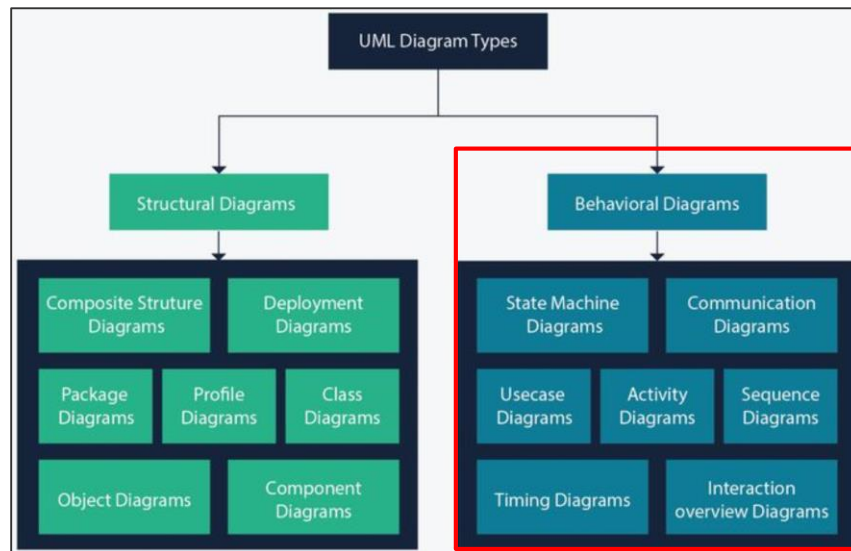 UML Diagram Types
Structural Diagrams
Behavioral Diagrams
Composite Struture
Diagrams
Deployment
Diagrams
Package
Diagrams
Profile
Diagrams
Class
Diagrams
Object Diagrams
Component
Diagrams
State Machine
Diagrams
Communication
Diagrams
Usecase
Diagrams
Activity
Diagrams
Sequence
Diagrams
Timing Diagrams
Interaction
overview Diagrams